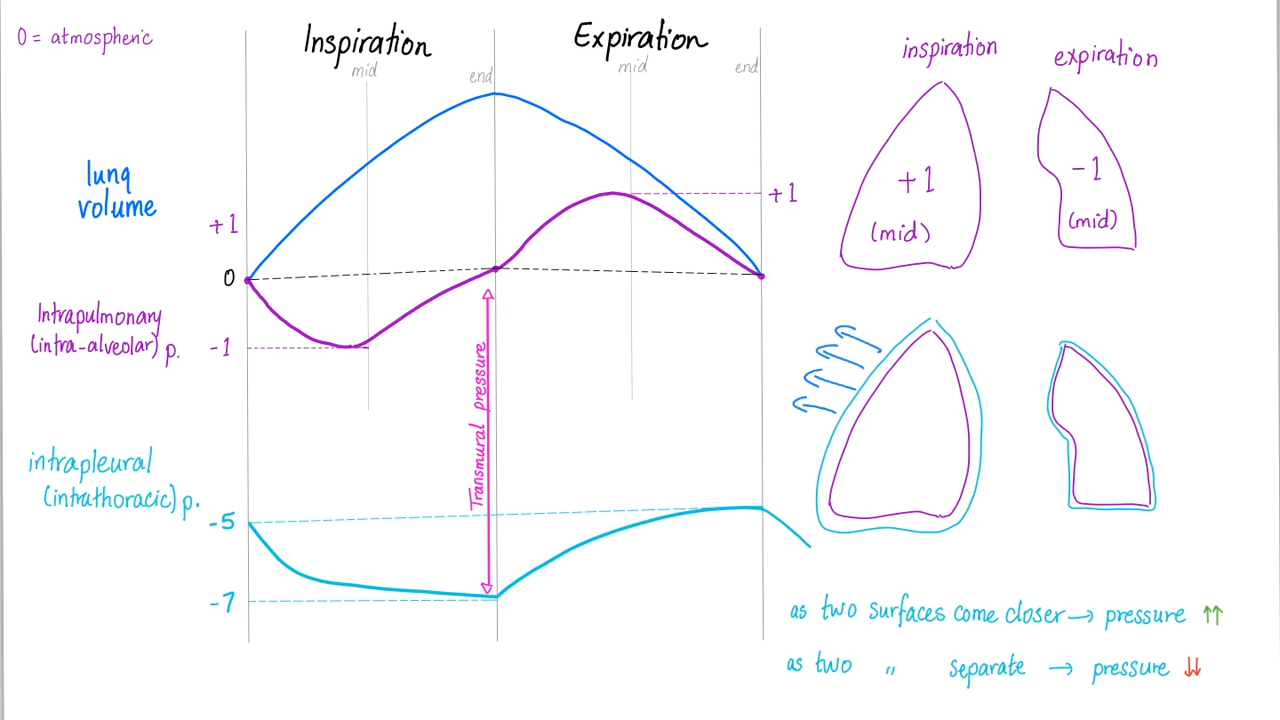 0 = atmospheric
Inspiration
Expiration
mid
end
mid
end
lung
volume
+1
0
Intrapulmonary
(intra-alveolar) p.
-1
+1
Transmural pressure
intrapleural
(intrathoracic) p.
-5
-7
inspiration
expiration
+1
(mid)
-1
(mid)
as two surfaces come closer → pressure ↑↑
as two " separate → pressure ↓↓